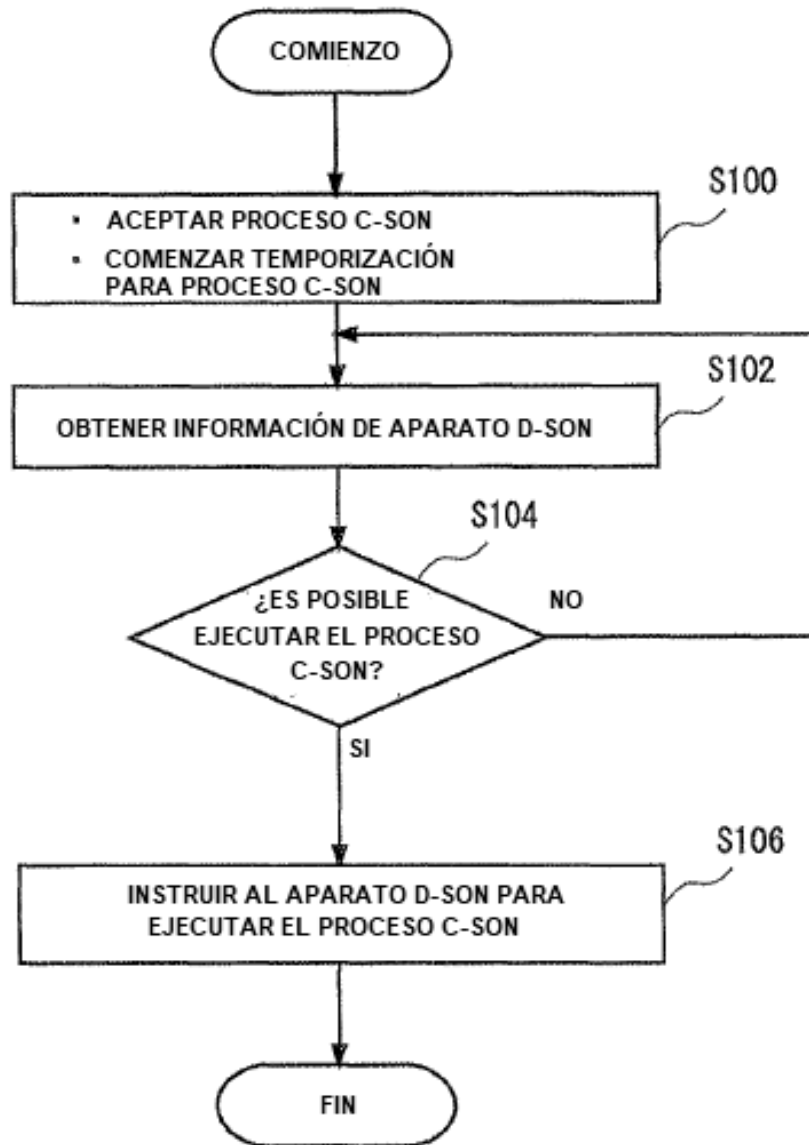 COMIENZO
S100
▪ ACEPTAR PROCESO C-SON
▪ COMENZAR TEMPORIZACIÓN
PARA PROCESO C-SON
S102
OBTENER INFORMACIÓN DE APARATO D-SON
S104
¿ES POSIBLE
EJECUTAR EL PROCESO
C-SON?
NO
SI
S106
INSTRUIR AL APARATO D-SON PARA
EJECUTAR EL PROCESO C-SON
FIN